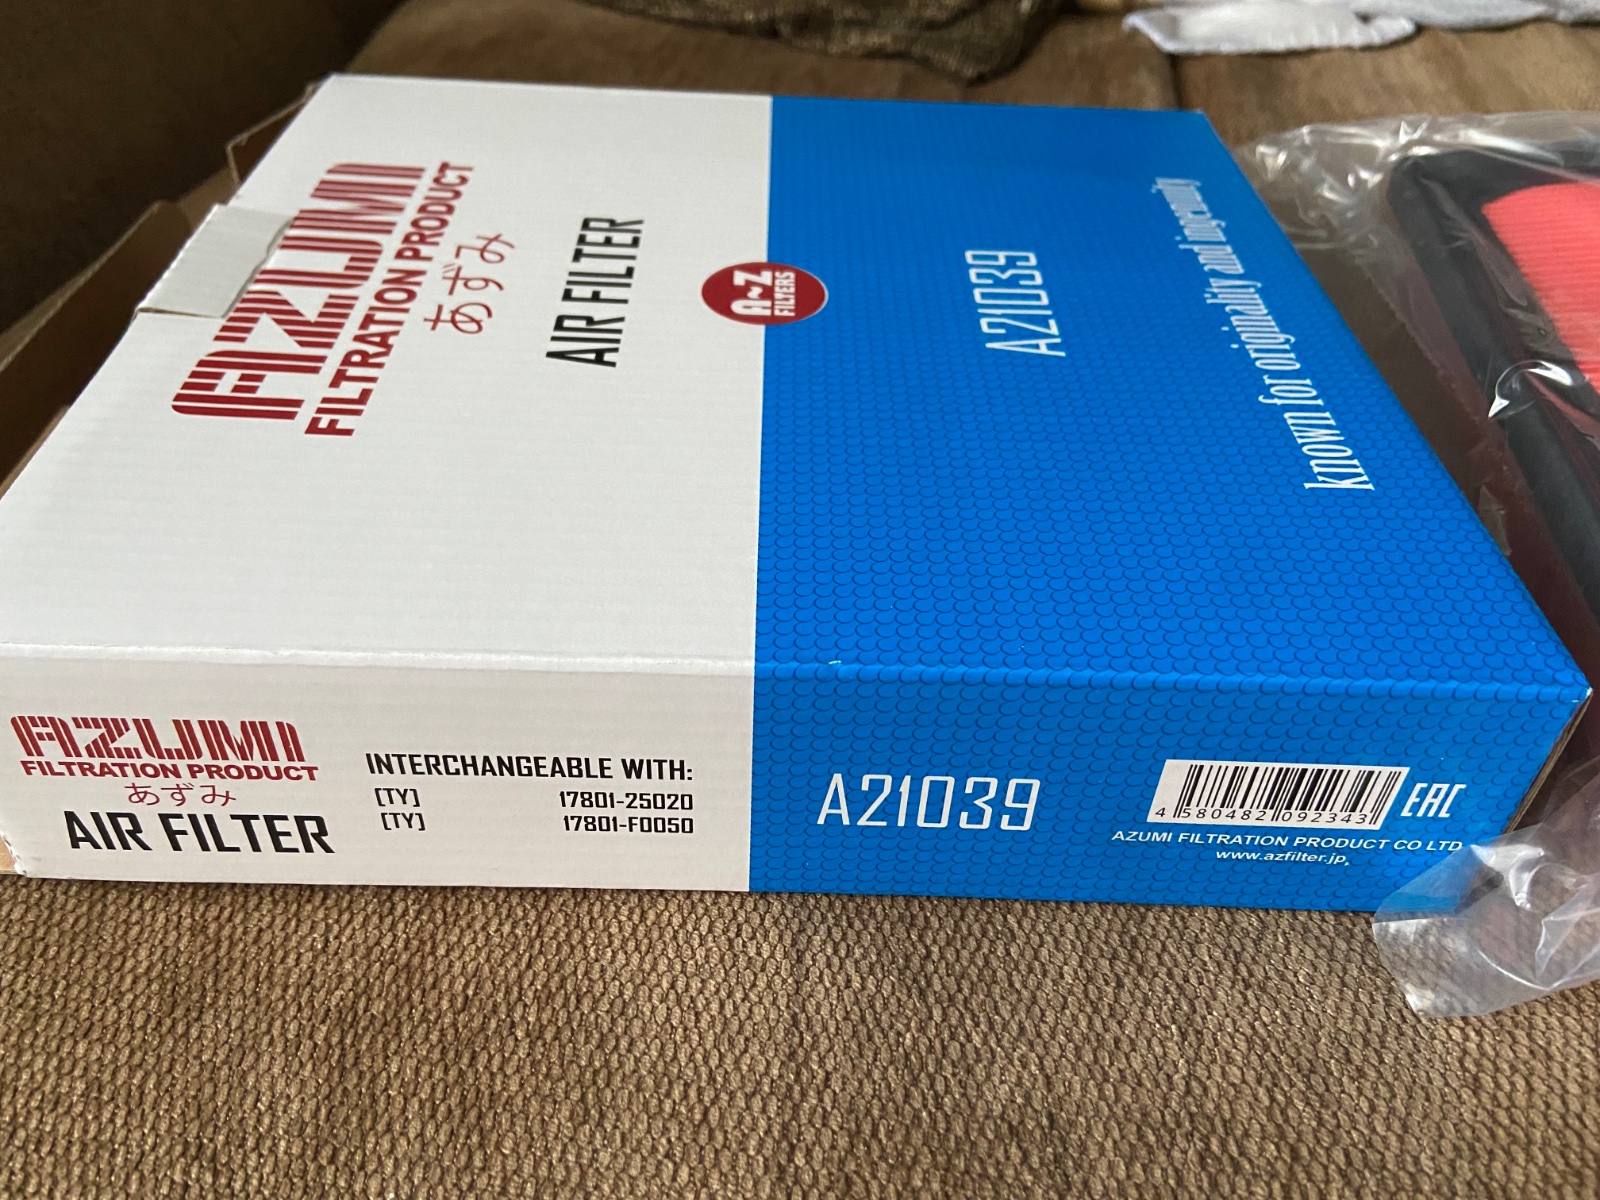 AZUMI
FILTRATION PRODUCT
あずみ
AIR FILTER
A~Z
FILTERS
A21039
known for originality and ingenuity
AZUMI
FILTRATION PRODUCT
あずみ
AIR FILTER
INTERCHANGEABLE WITH:
[TY] 17801-25020
[TY] 17801-F0050
A21039
4 580482 092343
EAC
AZUMI FILTRATION PRODUCT CO LTD
www.azfilter.jp